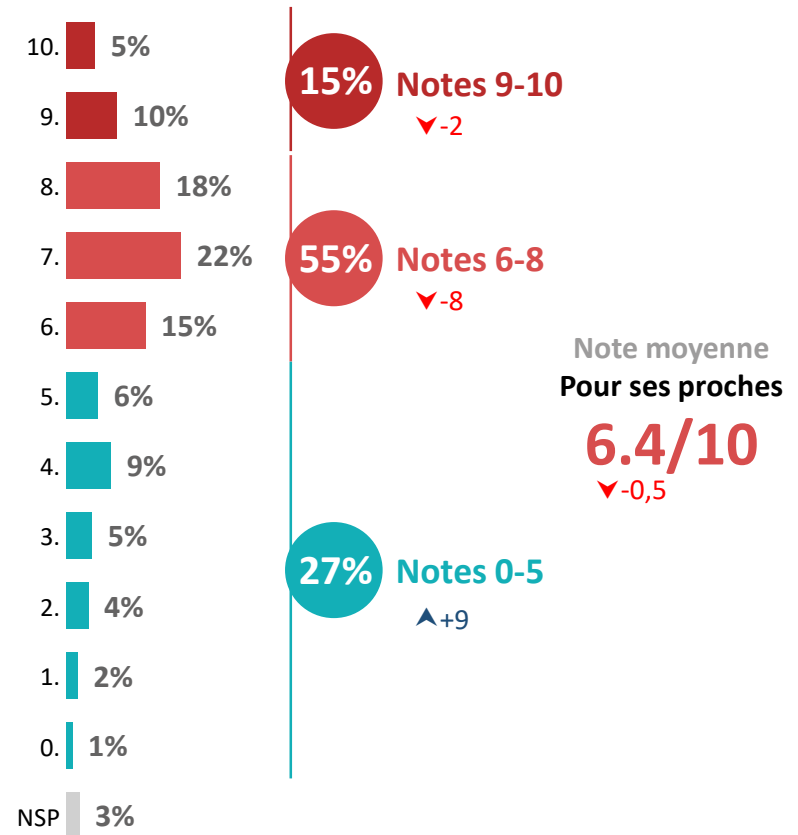 10. 5%
9. 10%
15% Notes 9-10
-2
8. 18%
7. 22%
6. 15%
55% Notes 6-8
-8
5. 6%
4. 9%
3. 5%
2. 4%
1. 2%
0. 1%
27% Notes 0-5
+9
NSP 3%
Note moyenne
Pour ses proches
6.4/10
-0,5